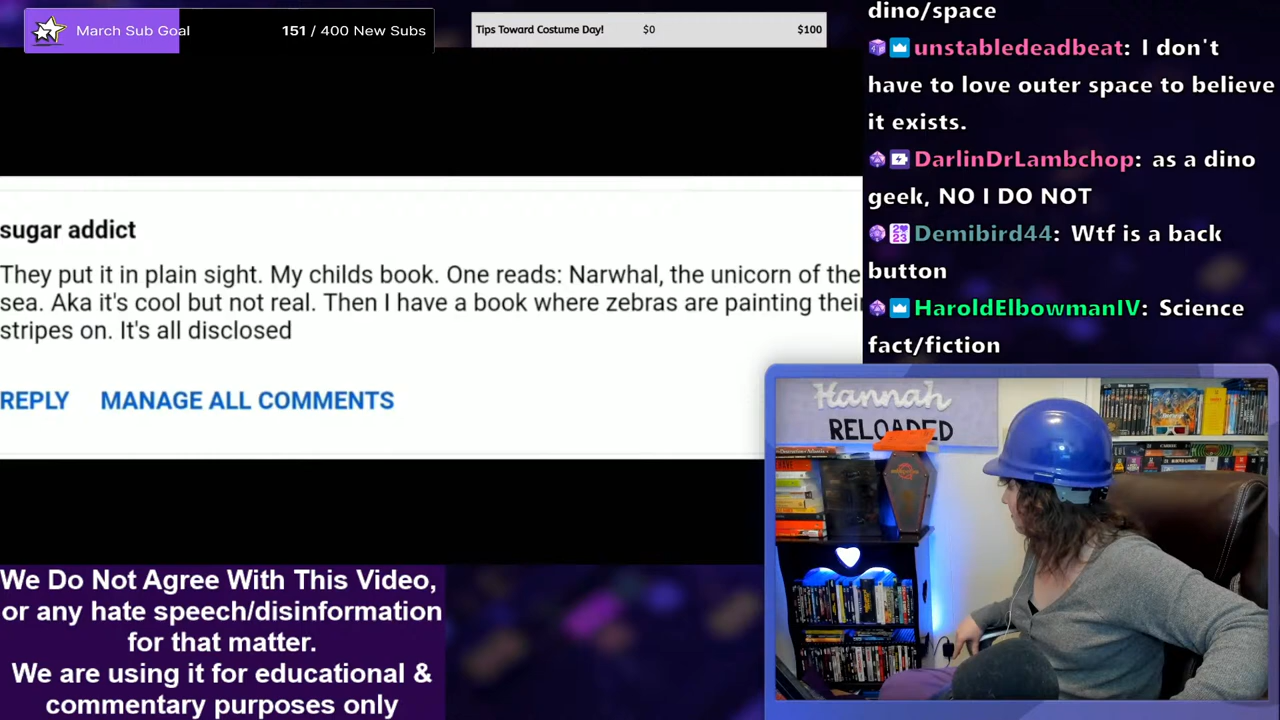 March Sub Goal
151 / 400 New Subs
Tips Toward Costume Day!
$0
$100
dino/space
unstabledeadbeat: I don't
have to love outer space to believe
it exists.
DarlinDrLambchop: as a dino
geek, NO I DO NOT
Demibird44: Wtf is a back
button
HaroldElbowmanIV: Science
fact/fiction
sugar addict
They put it in plain sight. My childs book. One reads: Narwhal, the unicorn of the
sea. Aka it's cool but not real. Then I have a book where zebras are painting their
stripes on. It's all disclosed
REPLY
MANAGE ALL COMMENTS
Hannah
RELOADED
We Do Not Agree With This Video,
or any hate speech/disinformation
for that matter.
We are using it for educational &
commentary purposes only